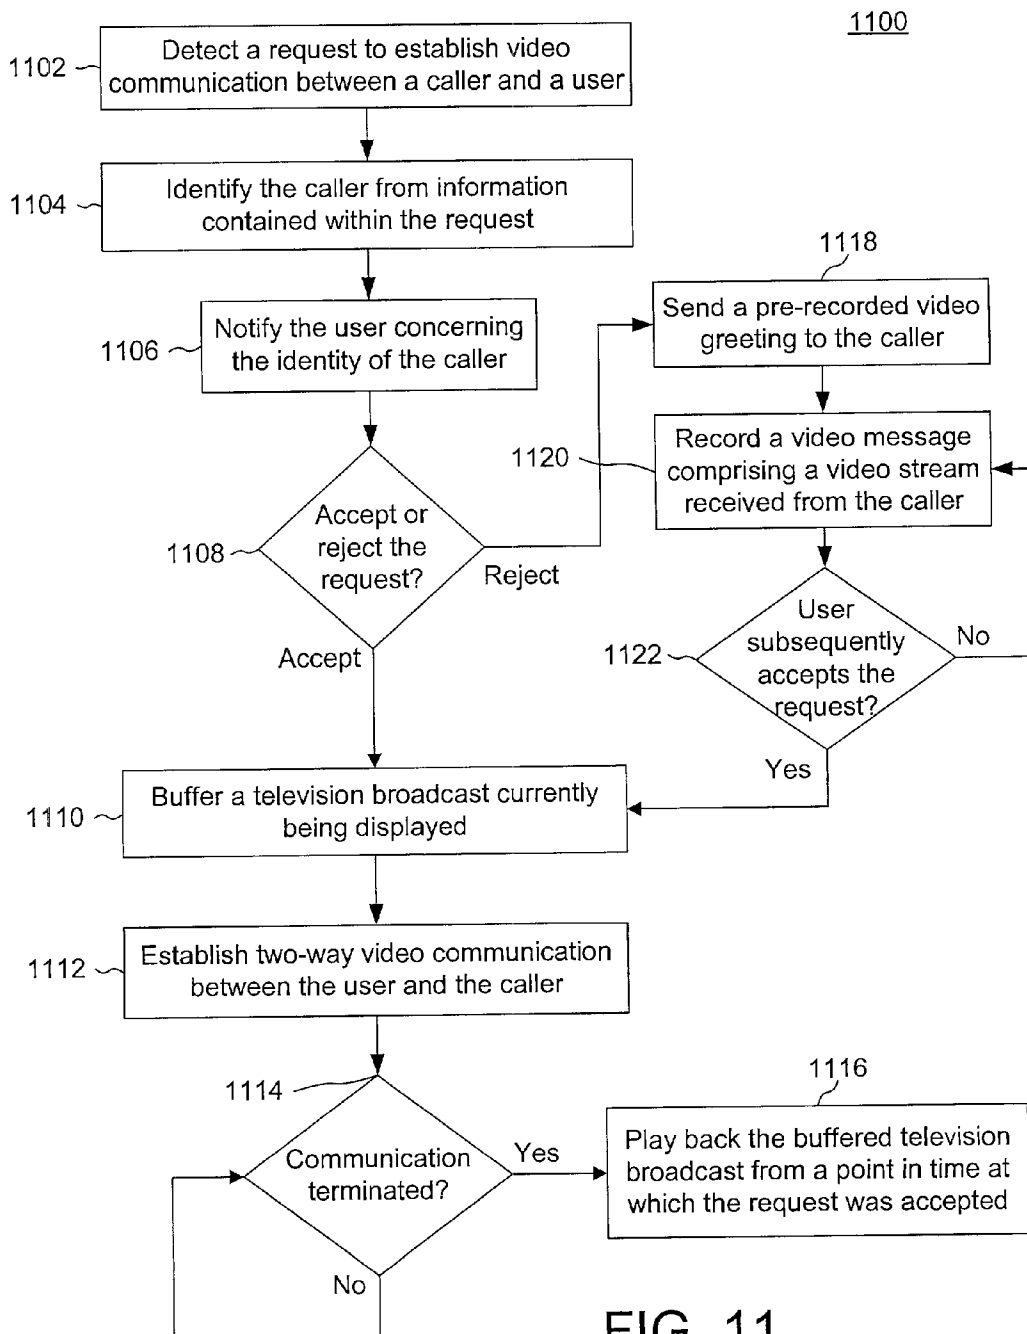 1100
1102
Detect a request to establish video
communication between a caller and a user
1104
Identify the caller from information
contained within the request
1106
Notify the user concerning
the identity of the caller
1108
Accept or
reject the
request?
Reject
Accept
1118
Send a pre-recorded video
greeting to the caller
1120
Record a video message
comprising a video stream
received from the caller
1122
User
subsequently
accepts the
request?
No
Yes
1110
Buffer a television broadcast currently
being displayed
1112
Establish two-way video communication
between the user and the caller
1114
Communication
terminated?
Yes
No
1116
Play back the buffered television
broadcast from a point in time at
which the request was accepted
FIG. 11